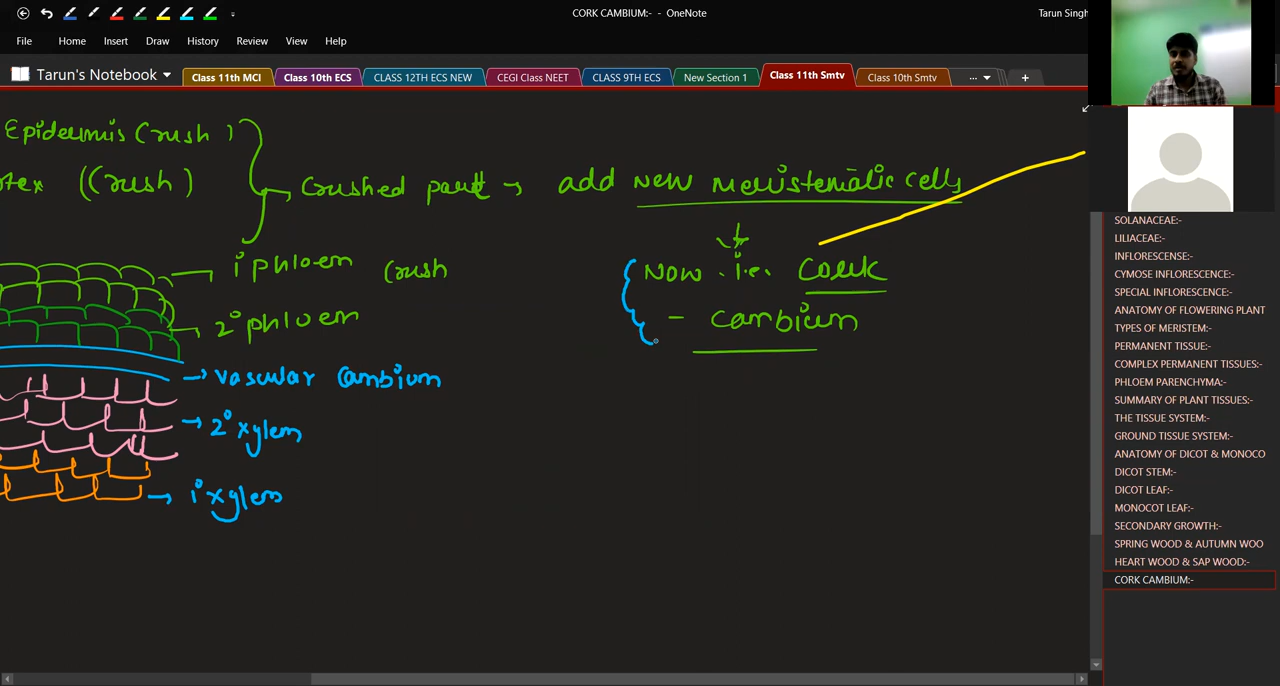 CORK CAMBIUM:- - OneNote
Tarun Singh
File Home Insert Draw History Review View Help
Tarun's Notebook
Class 11th MCI
Class 10th ECS
CLASS 12TH ECS NEW
CEGI Class NEET
CLASS 9TH ECS
New Section 1
Class 11th Smtv
Class 10th Smtv
...
+
Epidermis (rush )
tex ((rush )
Crushed part → add new meristematic cells
1° phloem (rush
2° phloem
→ vascular cambium
→ 2° xylem
→ 1° xylem
Now . i.e. Cork
- cambium
SOLANACEAE:-
LILIACEAE:-
INFLORESCENSE:-
CYMOSE INFLORESCENCE:-
SPECIAL INFLORESCENCE:-
ANATOMY OF FLOWERING PLANT
TYPES OF MERISTEM:-
PERMANENT TISSUE:-
COMPLEX PERMANENT TISSUES:-
PHLOEM PARENCHYMA:-
SUMMARY OF PLANT TISSUES:-
THE TISSUE SYSTEM:-
GROUND TISSUE SYSTEM:-
ANATOMY OF DICOT & MONOCO
DICOT STEM:-
DICOT LEAF:-
MONOCOT LEAF:-
SECONDARY GROWTH:-
SPRING WOOD & AUTUMN WOO
HEART WOOD & SAP WOOD:-
CORK CAMBIUM:-